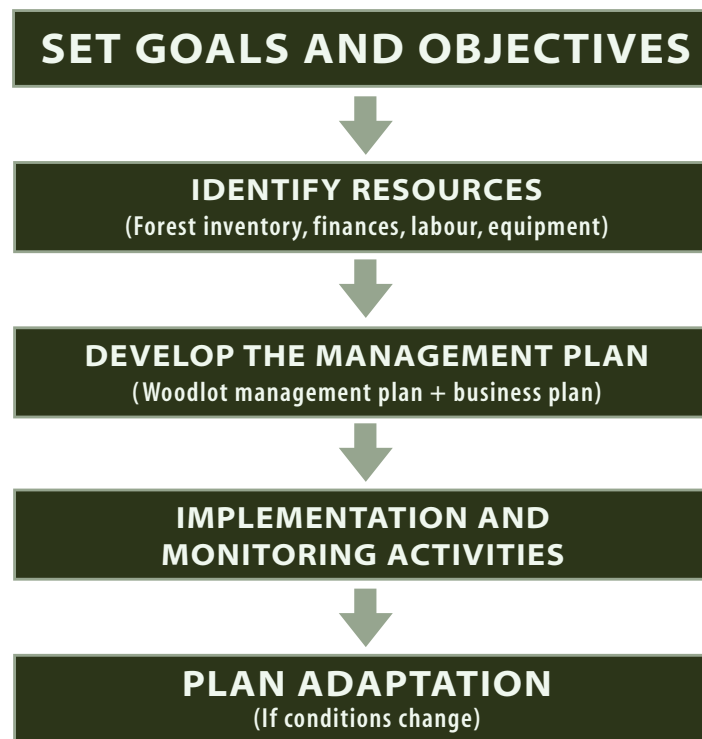 SET GOALS AND OBJECTIVES
IDENTIFY RESOURCES
(Forest inventory, finances, labour, equipment)
DEVELOP THE MANAGEMENT PLAN
(Woodlot management plan + business plan)
IMPLEMENTATION AND
MONITORING ACTIVITIES
PLAN ADAPTATION
(If conditions change)